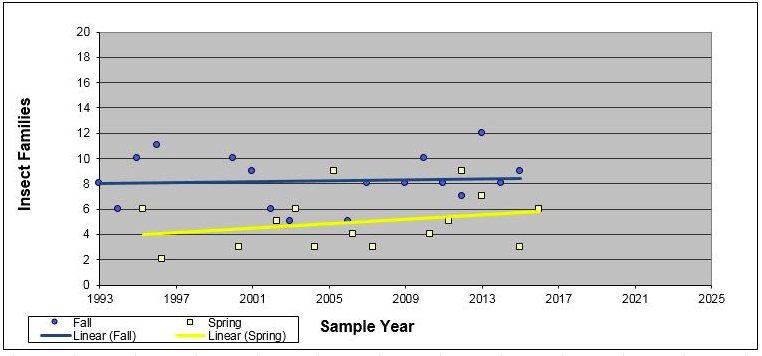 20
18
16
14
12
10
8
6
4
2
0
Insect Families
1993 1997 2001 2005 2009 2013 2017 2021 2025
Sample Year
Fall Spring
Linear (Fall) Linear (Spring)